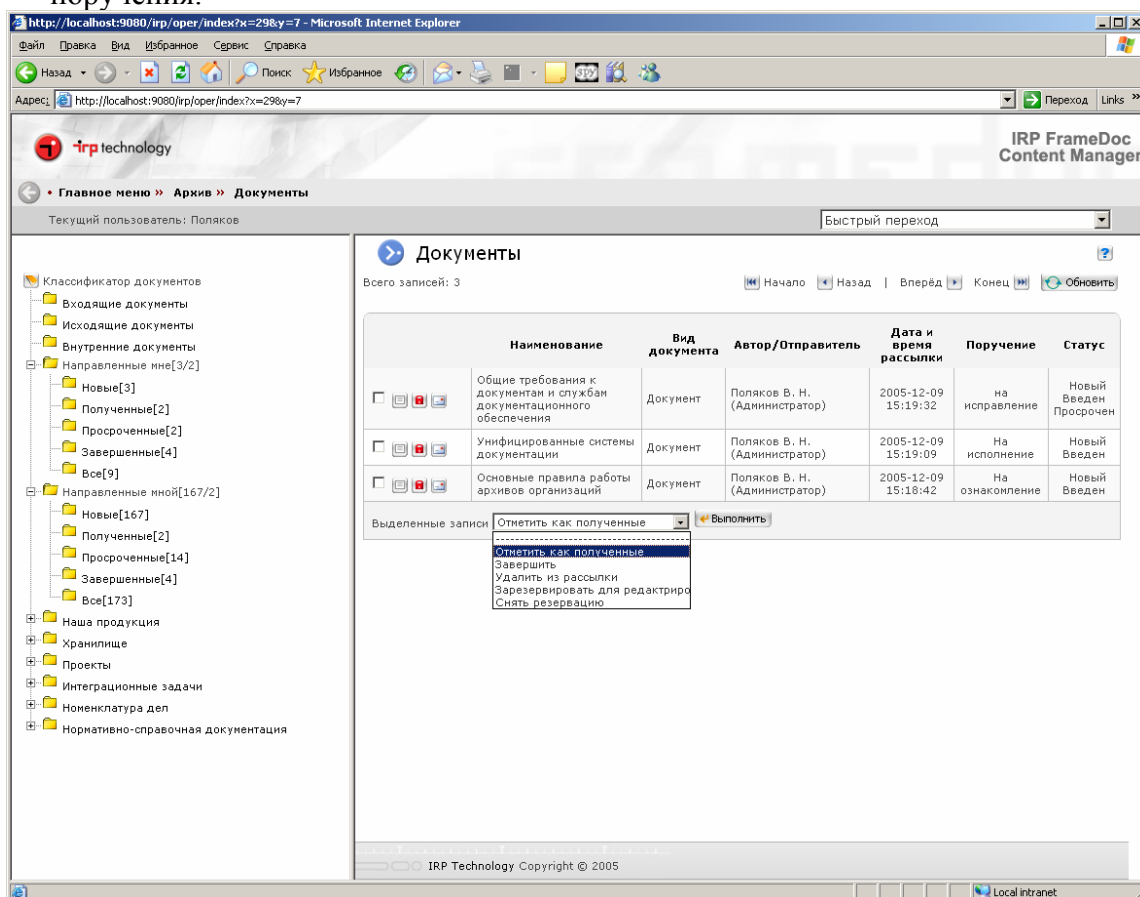 поручения.
http://localhost:9080/irp/oper/index?x=29&y=7 - Microsoft Internet Explorer
Файл Правка Вид Избранное Сервис Справка
Назад Поиск Избранное
Адрес: http://localhost:9080/irp/oper/index?x=29&y=7 Переход Links »
irp technology
IRP FrameDoc
Content Manager
• Главное меню » Архив » Документы
Текущий пользователь: Поляков
Быстрый переход
Классификатор документов
Входящие документы
Исходящие документы
Внутренние документы
Направленные мне[3/2]
Новые[3]
Полученные[2]
Просроченные[2]
Завершенные[4]
Все[9]
Направленные мной[167/2]
Новые[167]
Полученные[2]
Просроченные[14]
Завершенные[4]
Все[173]
Наша продукция
Хранилище
Проекты
Интеграционные задачи
Номенклатура дел
Нормативно-справочная документация
Документы
Всего записей: 3
Начало Назад | Вперёд Конец Обновить
Наименование
Вид
документа
Автор/Отправитель
Дата и
время
рассылки
Поручение
Статус
Общие требования к
документам и службам
документационного
обеспечения
Документ
Поляков В. Н.
(Администратор)
2005-12-09
15:19:32
на
исправление
Новый
Введен
Просрочен
Унифицированные системы
документации
Документ
Поляков В. Н.
(Администратор)
2005-12-09
15:19:09
На
исполнение
Новый
Введен
Основные правила работы
архивов организаций
Документ
Поляков В. Н.
(Администратор)
2005-12-09
15:18:42
На
ознакомление
Новый
Введен
Выделенные записи Отметить как полученные Выполнить
Отметить как полученные
Завершить
Удалить из рассылки
Зарезервировать для редактиро
Снять резервацию
IRP Technology Copyright © 2005
Local intranet